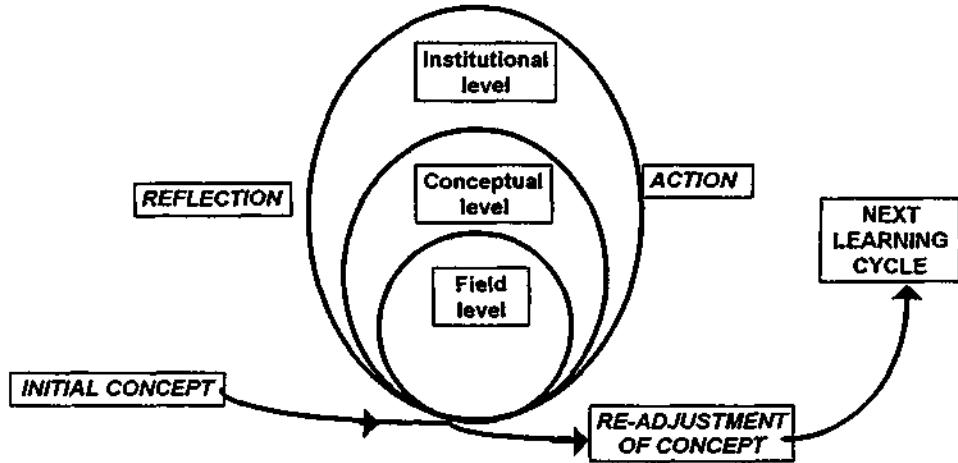 Institutional
level
Conceptual
level
Field
level
REFLECTION
ACTION
INITIAL CONCEPT
RE-ADJUSTMENT
OF CONCEPT
NEXT
LEARNING
CYCLE